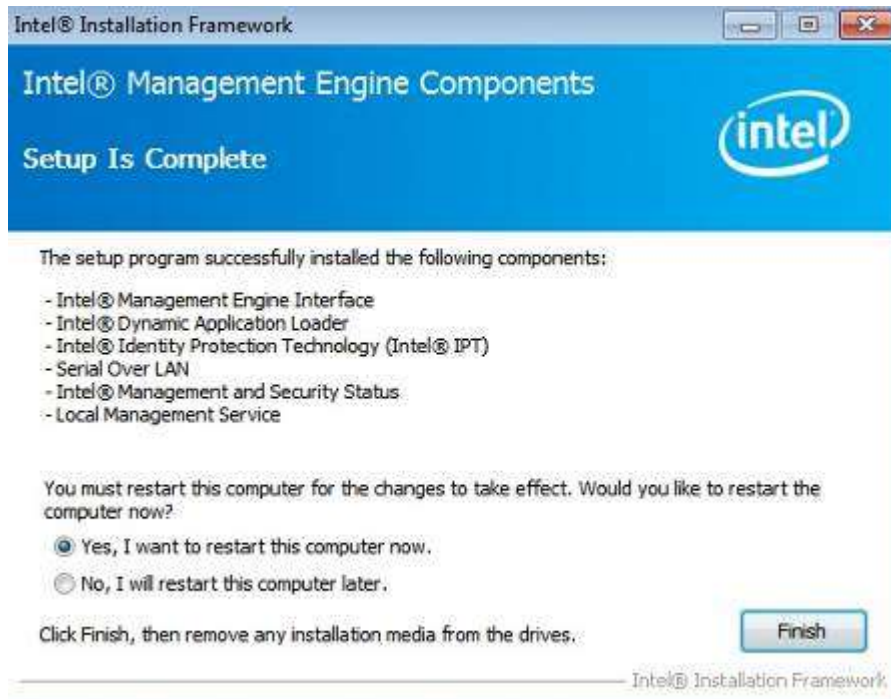 Intel® Installation Framework
Intel® Management Engine Components
intel
Setup Is Complete
The setup program successfully installed the following components:
- Intel® Management Engine Interface
- Intel® Dynamic Application Loader
- Intel® Identity Protection Technology (Intel® IPT)
- Serial Over LAN
- Intel® Management and Security Status
- Local Management Service
You must restart this computer for the changes to take effect. Would you like to restart the
computer now?
Yes, I want to restart this computer now.
No, I will restart this computer later.
Click Finish, then remove any installation media from the drives.
Finish
Intel® Installation Framework